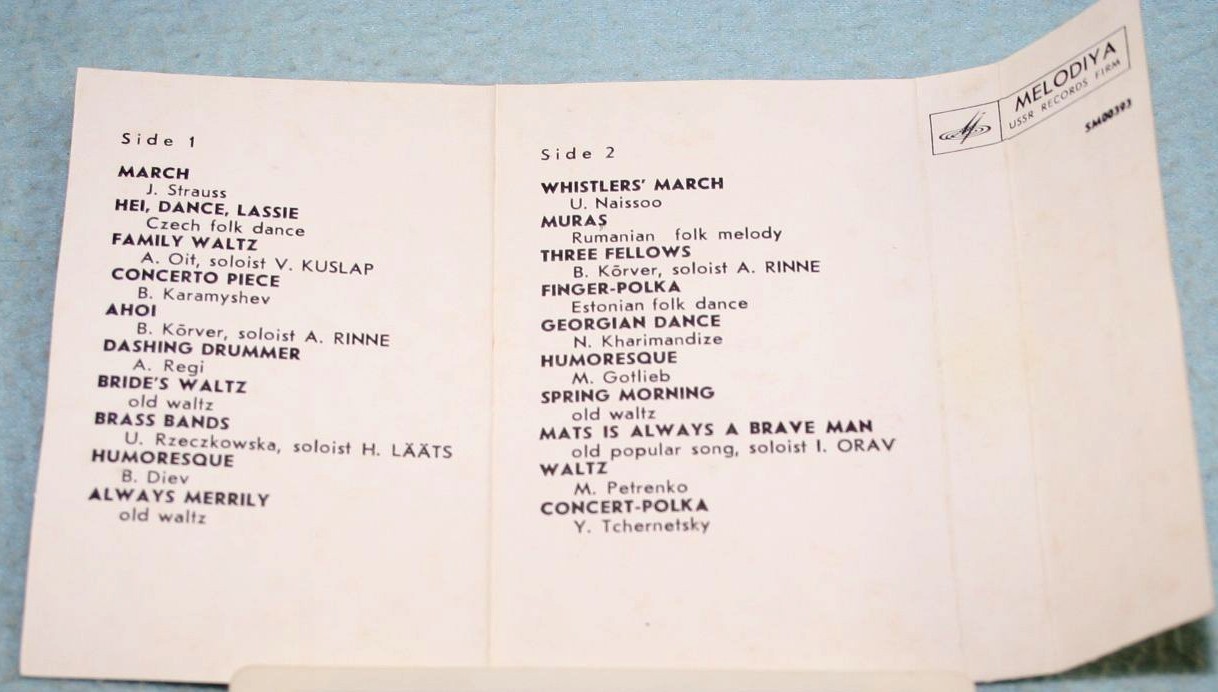 Side 1
MARCH
J. Strauss
HEI, DANCE, LASSIE
Czech folk dance
FAMILY WALTZ
A. Oit, soloist V. KUSLAP
CONCERTO PIECE
B. Karamyshev
AHOI
B. Kõrver, soloist A. RINNE
DASHING DRUMMER
A. Regi
BRIDE'S WALTZ
old waltz
BRASS BANDS
U. Rzeczkowska, soloist H. LÄÄTS
HUMORESQUE
B. Diev
ALWAYS MERRILY
old waltz
Side 2
WHISTLERS' MARCH
U. Naissoo
MURAŞ
Rumanian folk melody
THREE FELLOWS
B. Kõrver, soloist A. RINNE
FINGER-POLKA
Estonian folk dance
GEORGIAN DANCE
N. Kharimandize
HUMORESQUE
M. Gotlieb
SPRING MORNING
old waltz
MATS IS ALWAYS A BRAVE MAN
old popular song, soloist I. ORAV
WALTZ
M. Petrenko
CONCERT-POLKA
Y. Tchernetsky
MELODIYA
USSR RECORDS FIRM
SM00393